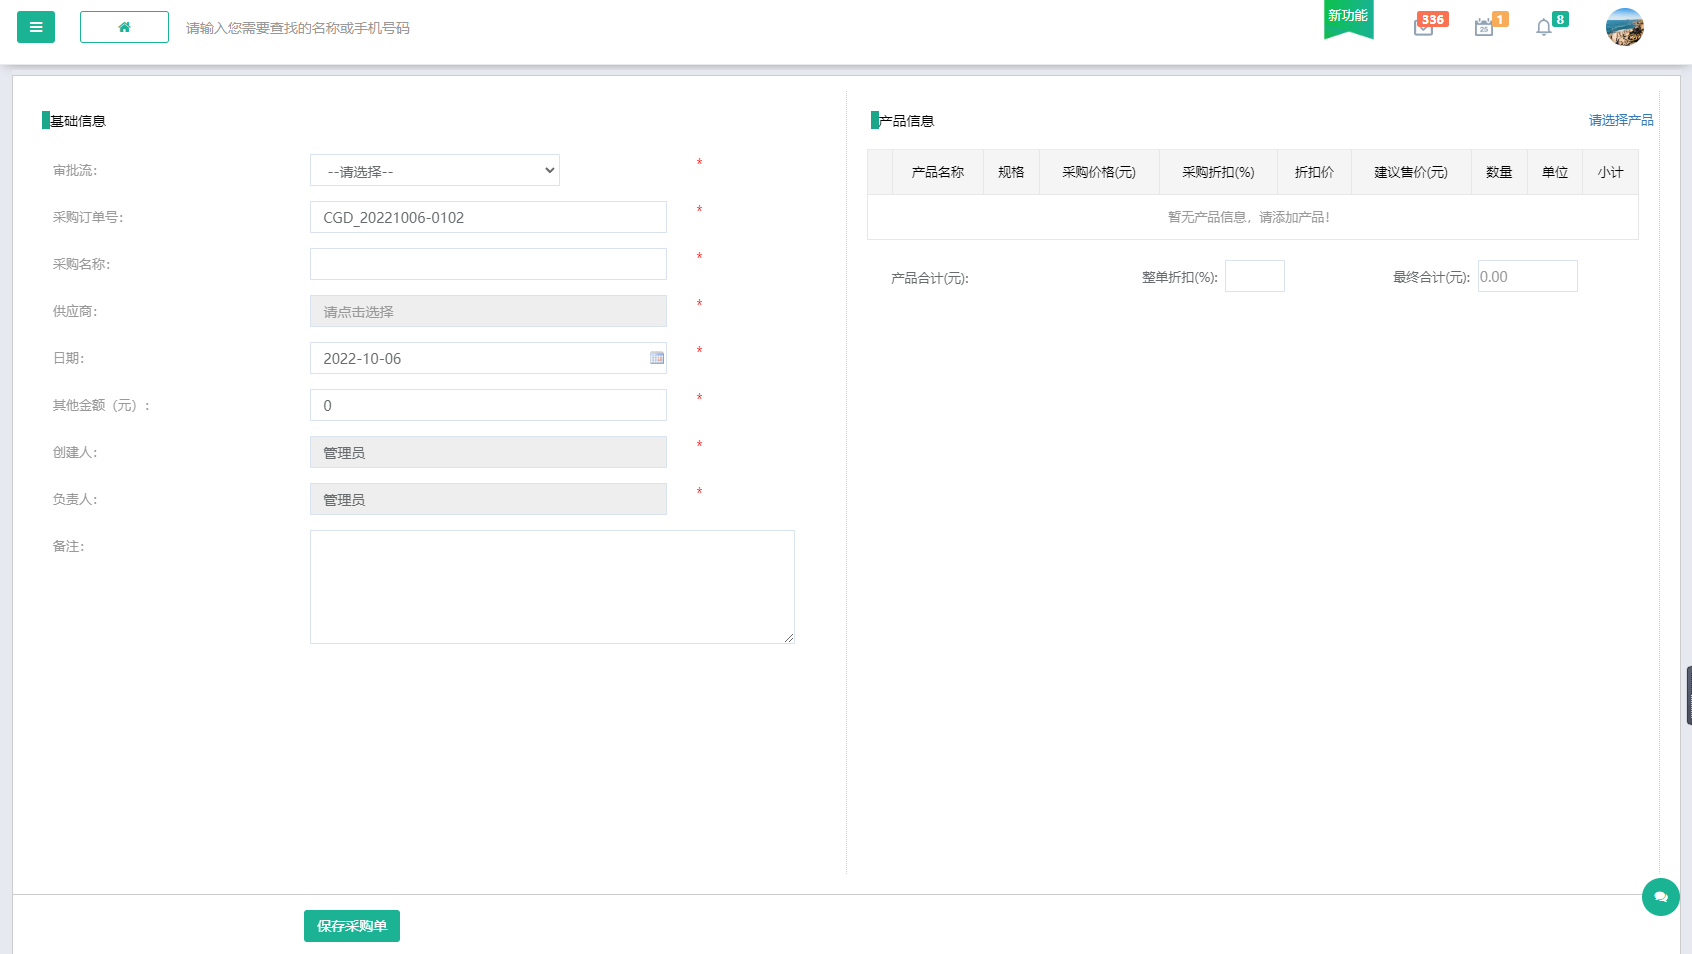 请输入您需要查找的名称或手机号码
新功能
336
25
1
8
基础信息
审批流:
--请选择--
*
采购订单号:
CGD_20221006-0102
*
采购名称:
*
供应商:
请点击选择
*
日期:
2022-10-06
*
其他金额（元）:
0
*
创建人:
管理员
*
负责人:
管理员
*
备注:
产品信息
请选择产品
产品名称 规格 采购价格(元) 采购折扣(%) 折扣价 建议售价(元) 数量 单位 小计
暂无产品信息，请添加产品!
产品合计(元): 整单折扣(%): 最终合计(元): 0.00
保存采购单